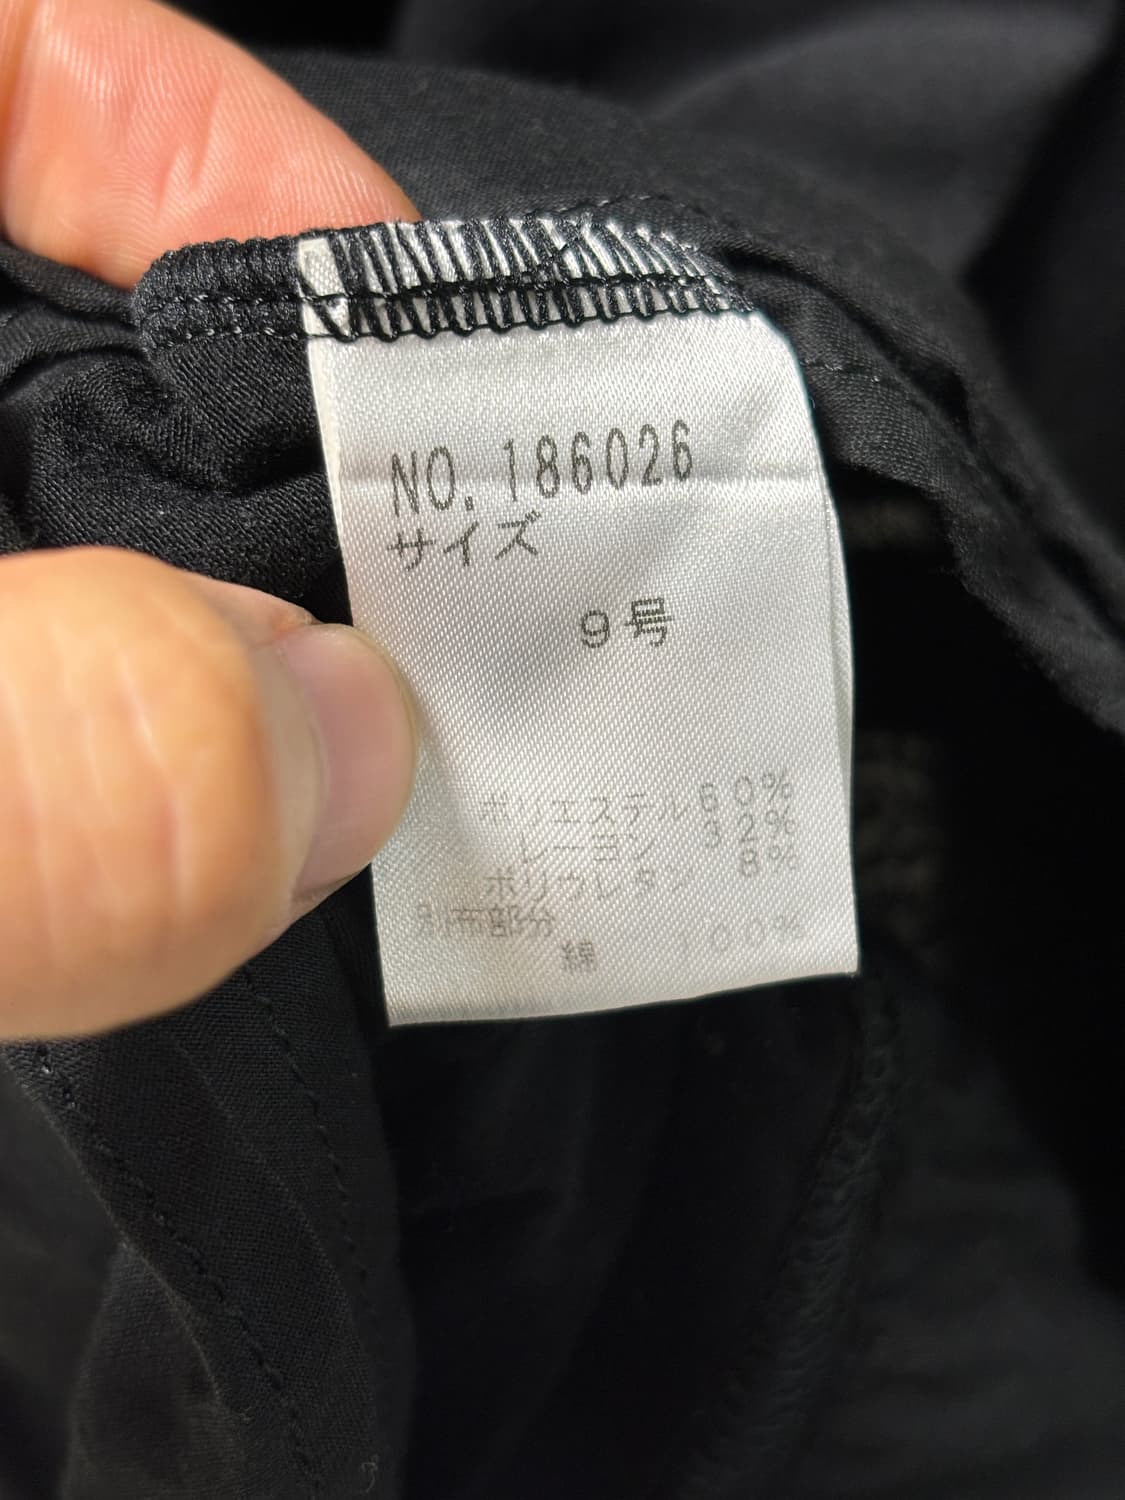 NO. 186026
サイズ
9号
ポリエステル 60%
レーヨン 32%
ポリウレタン 8%
別布部分
綿 100%